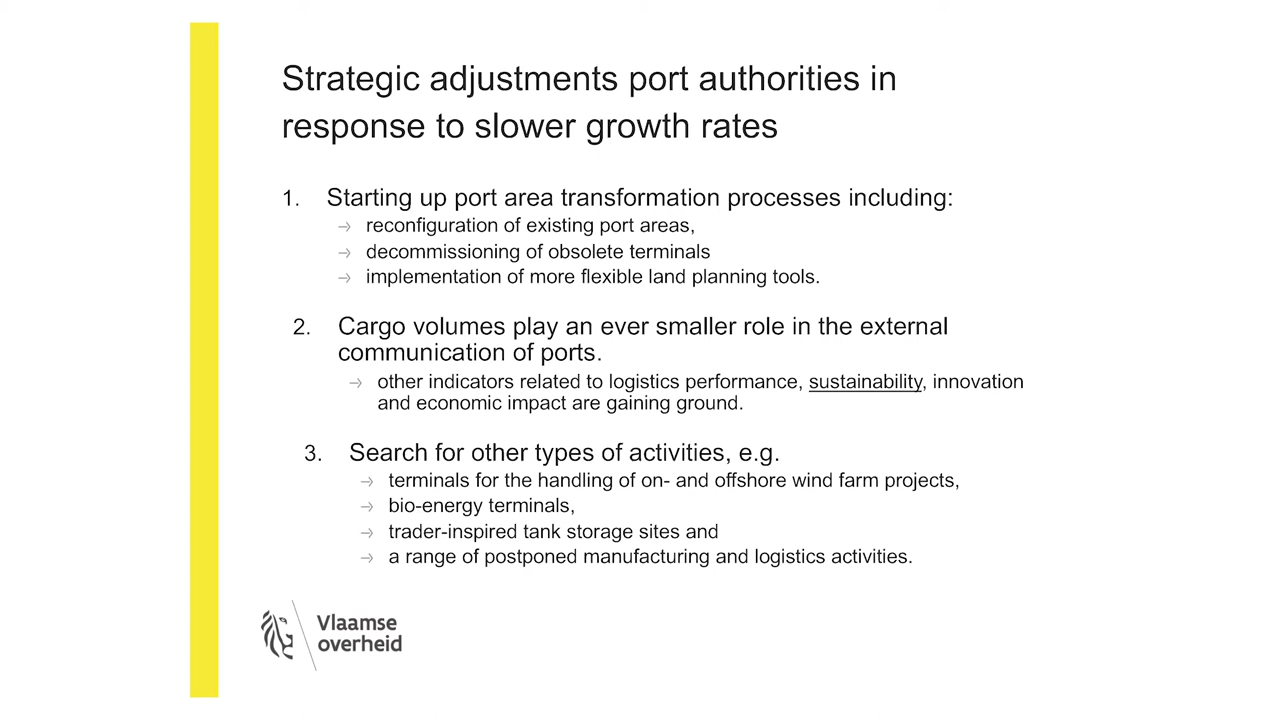 Strategic adjustments port authorities in
response to slower growth rates
1. Starting up port area transformation processes including:
→ reconfiguration of existing port areas,
→ decommissioning of obsolete terminals
→ implementation of more flexible land planning tools.
2. Cargo volumes play an ever smaller role in the external
communication of ports.
→ other indicators related to logistics performance, sustainability, innovation
and economic impact are gaining ground.
3. Search for other types of activities, e.g.
→ terminals for the handling of on- and offshore wind farm projects,
→ bio-energy terminals,
→ trader-inspired tank storage sites and
→ a range of postponed manufacturing and logistics activities.
Vlaamse
overheid